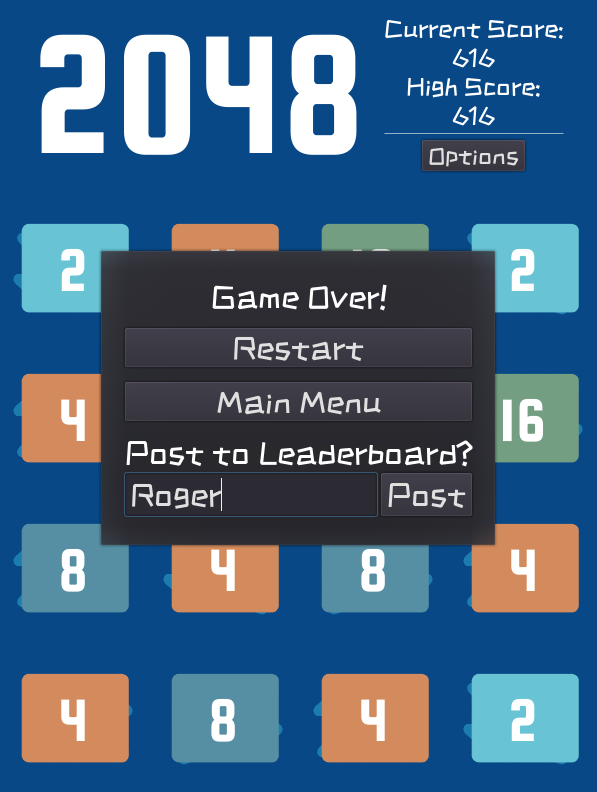 2048
Current Score:
616
High Score:
616
Options
2 2
Game Over!
Restart
4 16
Main Menu
Post to Leaderboard?
Roger Post
8 4 8 4
4 8 4 2